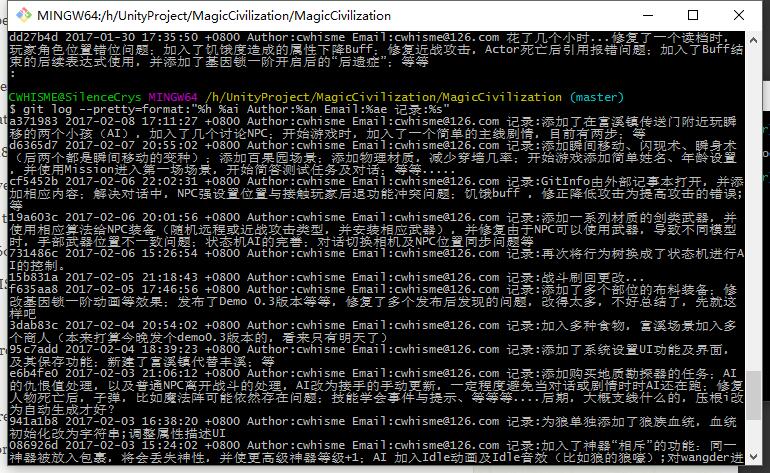 MINGW64:/h/UnityProject/MagicCivilization/MagicCivilization
dd27b4d 2017-01-30 17:35:50 +0800 Author:cwhisme Email:cwhisme@126.com 花了几个小时...修复了一个读档时,
玩家角色位置错位问题; 加入了饥饿度造成的属性下降Buff; 修复近战攻击, Actor死亡后引用报错问题; 加入了Buff结
束的后续表达式使用, 并添加了基因锁一阶开启后的“后遗症”; 等等
:
CWHISME@SilenceCrys MINGW64 /h/UnityProject/MagicCivilization/MagicCivilization (master)
$ git log --pretty=format:"%h %ai Author:%an Email:%ae 记录:%s"
a371983 2017-02-08 17:11:27 +0800 Author:cwhisme Email:cwhisme@126.com 记录:添加了在富溪镇传送门附近玩瞬
移的两个小孩 (AI), 加入了几个讨论NPC; 开始游戏时, 加入了一个简单的主线剧情, 目前有两步; 等
d6365d7 2017-02-07 20:55:02 +0800 Author:cwhisme Email:cwhisme@126.com 记录:添加瞬间移动、闪现术、瞬身术
(后两个都是瞬间移动的变种); 添加百果园场景; 添加物理材质, 减少穿墙几率; 开始游戏添加简单姓名、年龄设置
, 并使用Mission进入第一场场景, 开始简答测试任务及对话; 等等.....
cf5452b 2017-02-06 22:02:31 +0800 Author:cwhisme Email:cwhisme@126.com 记录:GitInfo由外部记事本打开, 并添
加相应内容; 解决对话中, NPC强设置位置与接触玩家后退功能冲突问题; 饥饿buff , 修正降低攻击为提高攻击的错误;
等
19a603c 2017-02-06 20:01:56 +0800 Author:cwhisme Email:cwhisme@126.com 记录:添加一系列材质的剑类武器, 并
使用相应算法给NPC装备 (随机远程或近战攻击类型, 并安装相应武器), 并修复由于NPC可以使用武器, 导致不同模型
时, 手部武器位置不一致问题; 状态机AI的完善; 对话切换相机及NPC位置同步问题等
731486c 2017-02-06 15:26:54 +0800 Author:cwhisme Email:cwhisme@126.com 记录:再次将行为树换成了状态机进行A
I的控制。
15b831a 2017-02-05 21:18:43 +0800 Author:cwhisme Email:cwhisme@126.com 记录:战斗刷回更改...
f635aa8 2017-02-05 17:46:56 +0800 Author:cwhisme Email:cwhisme@126.com 记录:添加了多个部位的布料装备; 修
改基因锁一阶动画等效果; 发布了Demo 0.3版本等等, 修复了多个发布后发现的问题, 改得太多, 不好总结了, 先就这
样吧
3dab83c 2017-02-04 20:54:02 +0800 Author:cwhisme Email:cwhisme@126.com 记录:加入多种食物, 富溪场景加入多
个商人 (本来打算今晚发个demo0.3版本的, 看来只有明天了)
95c7add 2017-02-04 18:39:23 +0800 Author:cwhisme Email:cwhisme@126.com 记录:添加了系统设置UI功能及界面,
及其保存功能; 新建了富溪镇代替丰溪; 等
e6b4fe0 2017-02-03 21:06:12 +0800 Author:cwhisme Email:cwhisme@126.com 记录:添加购买地质勘探器的任务; AI
的仇恨值处理, 以及普通NPC离开战斗的处理, AI改为接手的手动更新, 一定程度避免当对话或剧情时时AI还在跑; 修复
人物死亡后, 子弹, 比如魔法阵可能依然存在问题; 技能学会事件与提示、等等等....后期, 大概支线什么的, 压根i改
为自动生成才好?
941a1b8 2017-02-03 16:38:20 +0800 Author:cwhisme Email:cwhisme@126.com 记录:为狼单独添加了狼族血统, 血统
初始化改为字符串;调整属性描述UI
086926d 2017-02-03 15:24:02 +0800 Author:cwhisme Email:cwhisme@126.com 记录:加入了神器“相斥”的功能: 同一
神器被放入包裹, 将会丢失神性, 并使更高级神器等级+1; AI 加入Idle动画及Idle音效 (比如狼的狼嚎);对wangder进